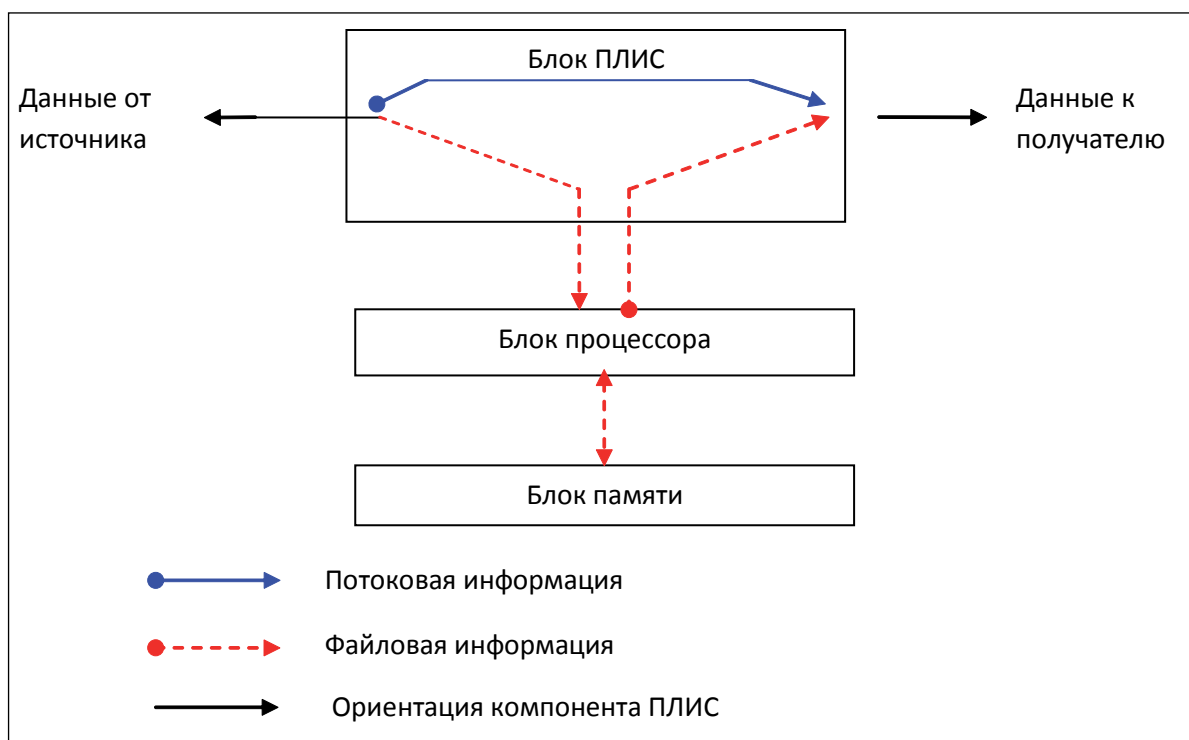 Блок ПЛИС
Данные от
источника
Данные к
получателю
Блок процессора
Блок памяти
Потоковая информация
Файловая информация
Ориентация компонента ПЛИС